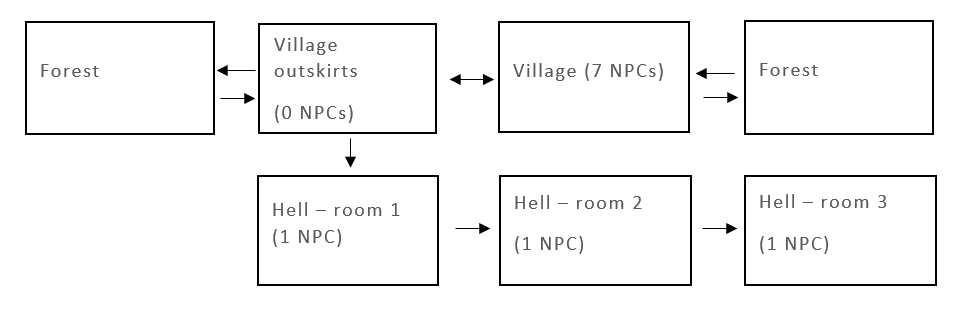 Forest
Village
outskirts
(0 NPCs)
Village (7 NPCs)
Forest
Hell – room 1
(1 NPC)
Hell – room 2
(1 NPC)
Hell – room 3
(1 NPC)